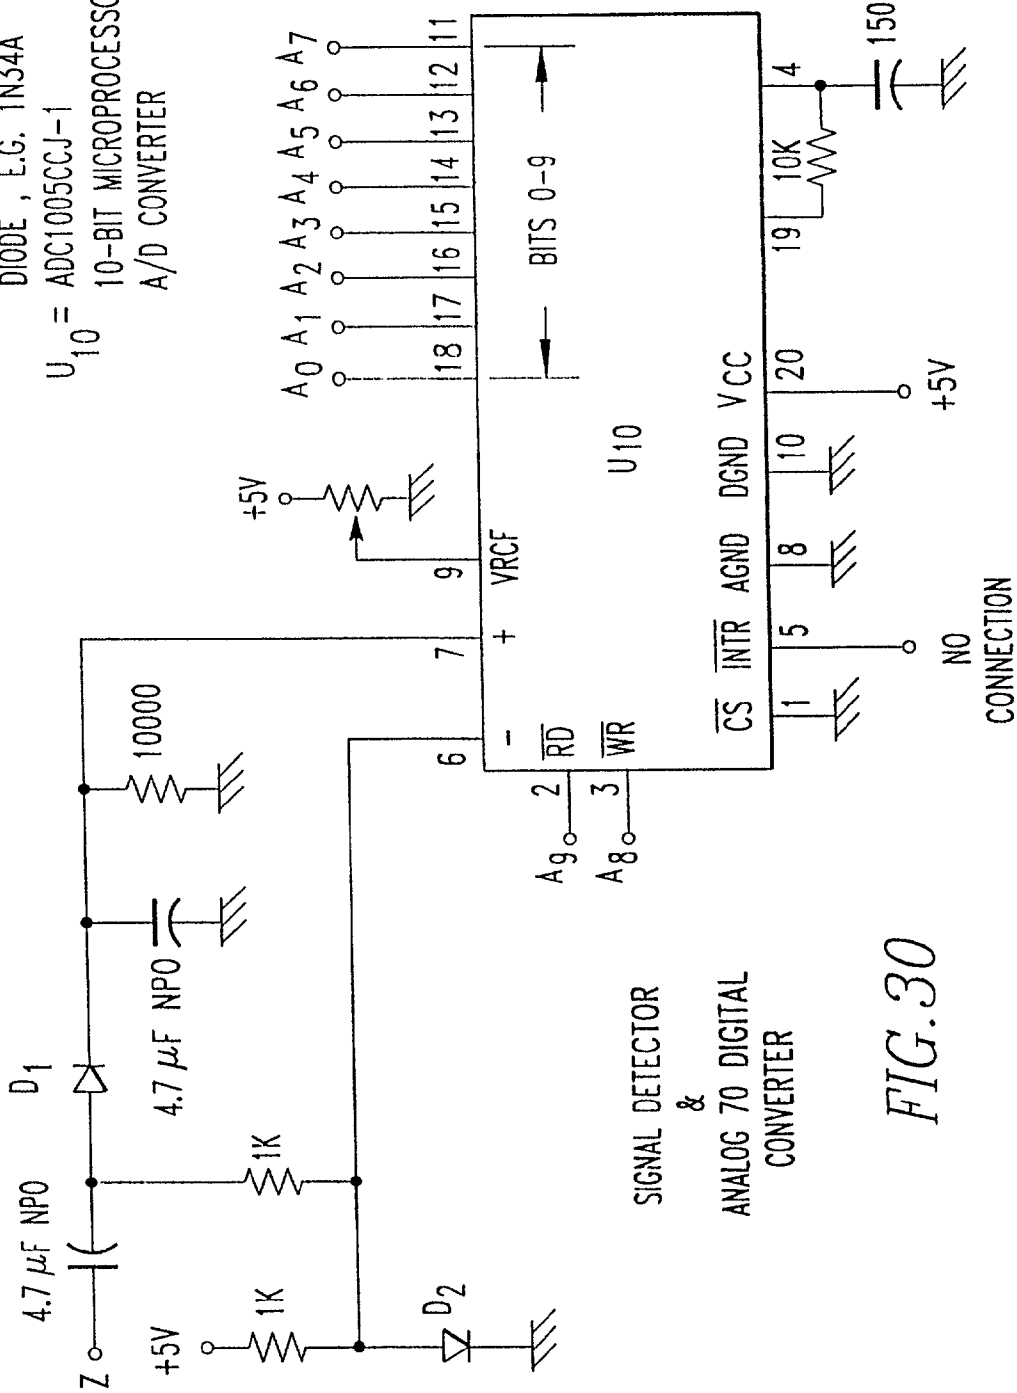 DIODE , E.G. 1N34A
U10 = ADC1005CCJ-1
10-BIT MICROPROCESSO
A/D CONVERTER
4.7 μF NPO
D1
Z
4.7 μF NPO
10000
+5V
1K
1K
D2
+5V
A0 A1 A2 A3 A4 A5 A6 A7
6 7 9 18 17 16 15 14 13 12 11
- + VRCF
2 RD
A9
3 WR
A8
BITS 0-9
U10
CS INTR AGND DGND VCC
1 5 8 10 20 19 4
10K
150
+5V
NO
CONNECTION
SIGNAL DETECTOR
&
ANALOG 70 DIGITAL
CONVERTER
FIG.30